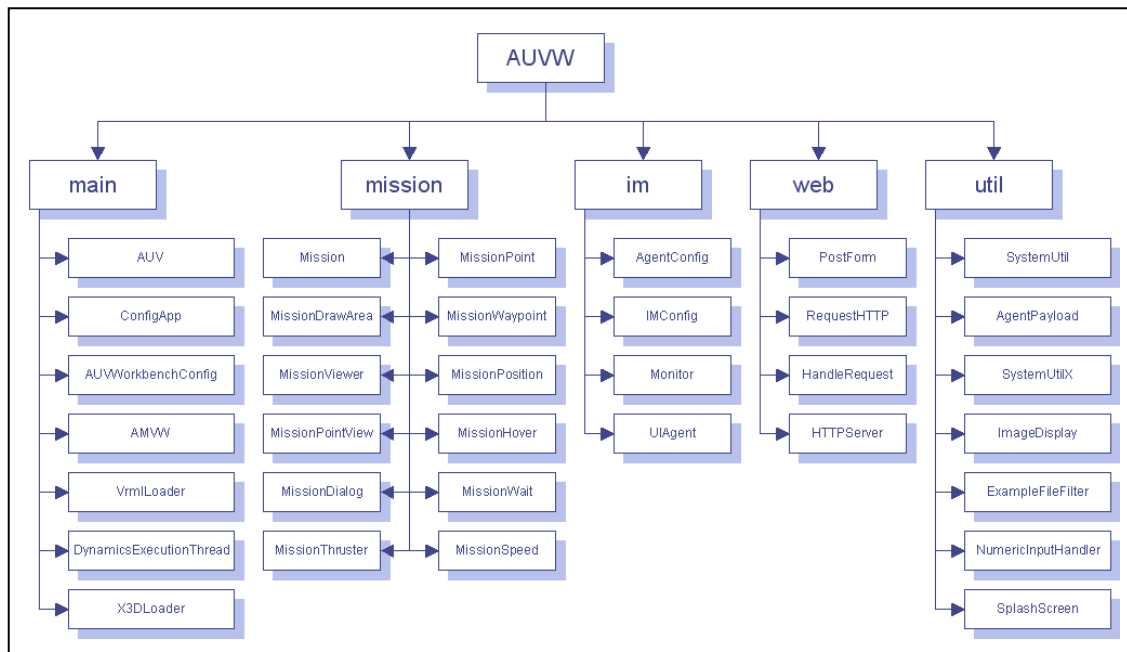 AUVW
main
mission
im
web
util
AUV
ConfigApp
AUVWorkbenchConfig
AMVW
VrmlLoader
DynamicsExecutionThread
X3DLoader
Mission
MissionDrawArea
MissionViewer
MissionPointView
MissionDialog
MissionThruster
MissionPoint
MissionWaypoint
MissionPosition
MissionHover
MissionWait
MissionSpeed
AgentConfig
IMConfig
Monitor
UIAgent
PostForm
RequestHTTP
HandleRequest
HTTPServer
SystemUtil
AgentPayload
SystemUtilX
ImageDisplay
ExampleFileFilter
NumericInputHandler
SplashScreen